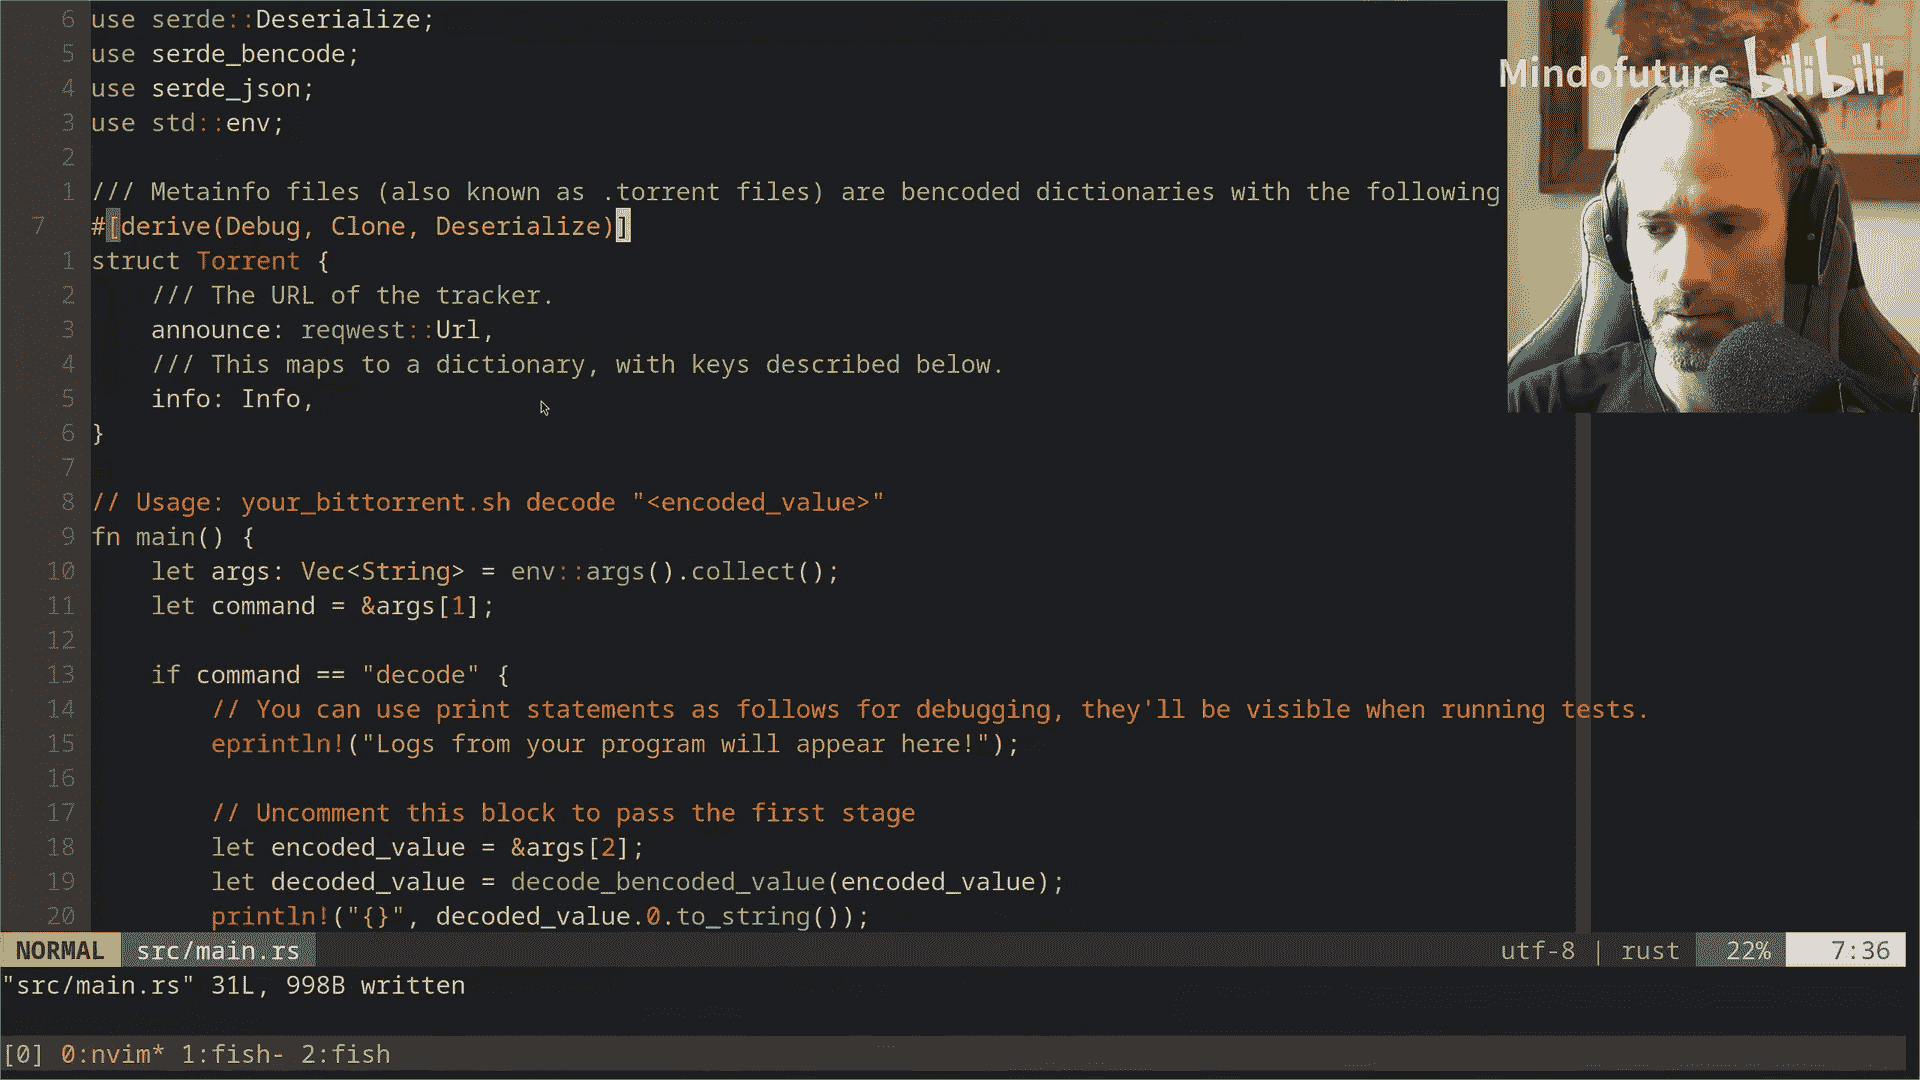 6 use serde::Deserialize;
5 use serde_bencode;
4 use serde_json;
3 use std::env;
2
1 /// Metainfo files (also known as .torrent files) are bencoded dictionaries with the following
7 #[derive(Debug, Clone, Deserialize)]
1 struct Torrent {
2 /// The URL of the tracker.
3 announce: reqwest::Url,
4 /// This maps to a dictionary, with keys described below.
5 info: Info,
6 }
7
8 // Usage: your_bittorrent.sh decode "<encoded_value>"
9 fn main() {
10 let args: Vec<String> = env::args().collect();
11 let command = &args[1];
12
13 if command == "decode" {
14 // You can use print statements as follows for debugging, they'll be visible when running tests.
15 eprintln!("Logs from your program will appear here!");
16
17 // Uncomment this block to pass the first stage
18 let encoded_value = &args[2];
19 let decoded_value = decode_bencoded_value(encoded_value);
20 println!("{}", decoded_value.0.to_string());
NORMAL src/main.rs utf-8 | rust 22% 7:36
"src/main.rs" 31L, 998B written
[0] 0:nvim* 1:fish- 2:fish
Mindofuture bilibili